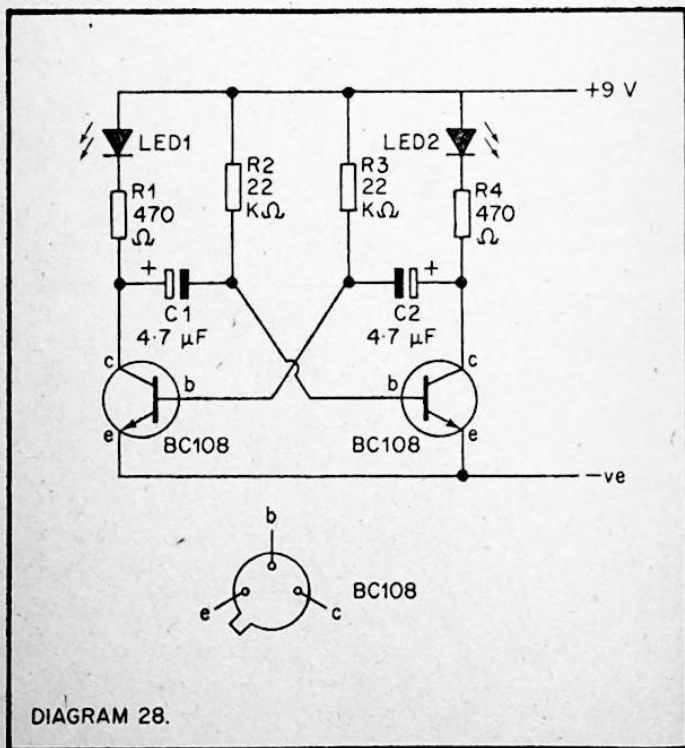 +9 V
LED1
LED2
R1
470
Ω
R2
22
KΩ
R3
22
KΩ
R4
470
Ω
+
C1
4·7 µF
+
C2
4·7 µF
c
b
e
BC108
c
b
e
BC108
−ve
b
e
c
BC108
DIAGRAM 28.